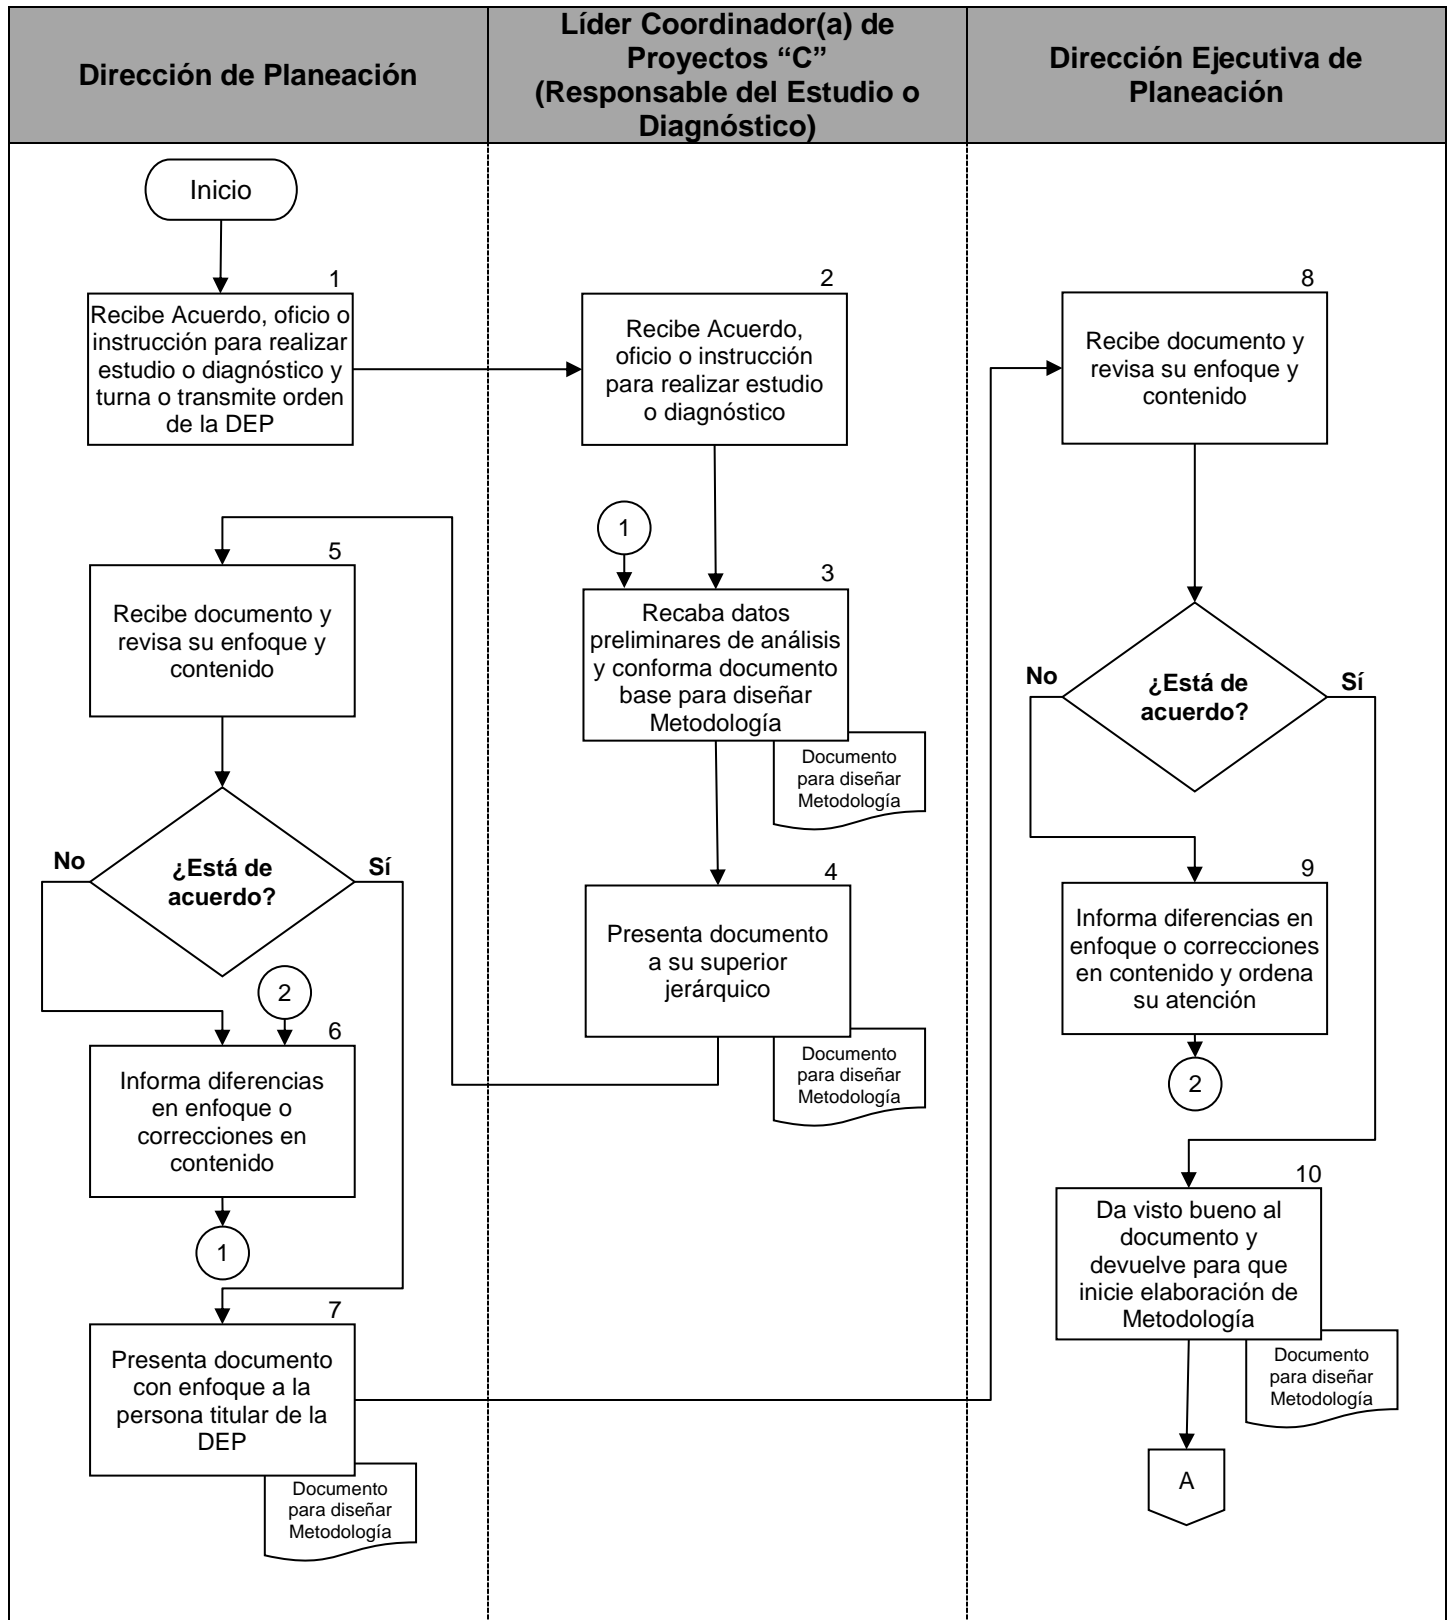 Dirección de Planeación
Líder Coordinador(a) de
Proyectos “C”
(Responsable del Estudio o
Diagnóstico)
Dirección Ejecutiva de
Planeación
Inicio
1
Recibe Acuerdo, oficio o
instrucción para realizar
estudio o diagnóstico y
turna o transmite orden
de la DEP
2
Recibe Acuerdo,
oficio o instrucción
para realizar estudio
o diagnóstico
1
3
Recaba datos
preliminares de análisis
y conforma documento
base para diseñar
Metodología
Documento
para diseñar
Metodología
4
Presenta documento
a su superior
jerárquico
Documento
para diseñar
Metodología
5
Recibe documento y
revisa su enfoque y
contenido
¿Está de
acuerdo?
No
Sí
2
6
Informa diferencias
en enfoque o
correcciones en
contenido
1
7
Presenta documento
con enfoque a la
persona titular de la
DEP
Documento
para diseñar
Metodología
8
Recibe documento y
revisa su enfoque y
contenido
¿Está de
acuerdo?
No
Sí
9
Informa diferencias en
enfoque o correcciones
en contenido y ordena
su atención
2
10
Da visto bueno al
documento y
devuelve para que
inicie elaboración de
Metodología
Documento
para diseñar
Metodología
A